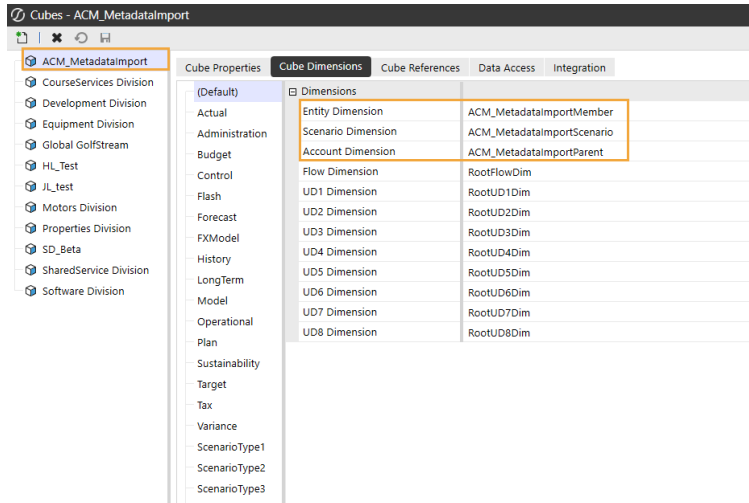 Cubes - ACM_MetadataImport
ACM_MetadataImport
CourseServices Division
Development Division
Equipment Division
Global GolfStream
HL_Test
JL_test
Motors Division
Properties Division
SD_Beta
SharedService Division
Software Division
Cube Properties Cube Dimensions Cube References Data Access Integration
(Default)
Actual
Administration
Budget
Control
Flash
Forecast
FXModel
History
LongTerm
Model
Operational
Plan
Sustainability
Target
Tax
Variance
ScenarioType1
ScenarioType2
ScenarioType3
Dimensions
Entity Dimension ACM_MetadataImportMember
Scenario Dimension ACM_MetadataImportScenario
Account Dimension ACM_MetadataImportParent
Flow Dimension RootFlowDim
UD1 Dimension RootUD1Dim
UD2 Dimension RootUD2Dim
UD3 Dimension RootUD3Dim
UD4 Dimension RootUD4Dim
UD5 Dimension RootUD5Dim
UD6 Dimension RootUD6Dim
UD7 Dimension RootUD7Dim
UD8 Dimension RootUD8Dim